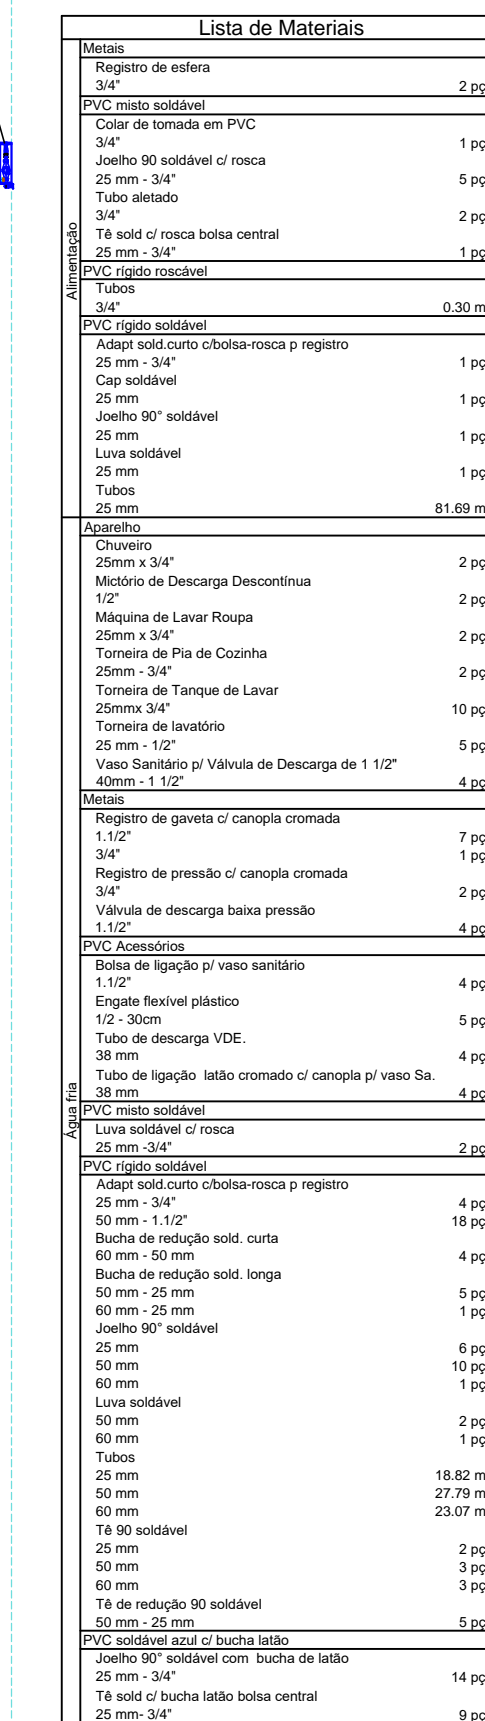 Lista de Materiais
Alimentação
Metais
Registro de esfera
3/4" 2 pç
PVC misto soldável
Colar de tomada em PVC
3/4" 1 pç
Joelho 90 soldável c/ rosca
25 mm - 3/4" 5 pç
Tubo aletado
3/4" 2 pç
Tê sold c/ rosca bolsa central
25 mm - 3/4" 1 pç
PVC rígido roscável
Tubos
3/4" 0.30 m
PVC rígido soldável
Adapt sold.curto c/bolsa-rosca p registro
25 mm - 3/4" 1 pç
Cap soldável
25 mm 1 pç
Joelho 90° soldável
25 mm 1 pç
Luva soldável
25 mm 1 pç
Tubos
25 mm 81.69 m
Água fria
Aparelho
Chuveiro
25mm x 3/4" 2 pç
Mictório de Descarga Descontínua
1/2" 2 pç
Máquina de Lavar Roupa
25mm x 3/4" 2 pç
Torneira de Pia de Cozinha
25mm - 3/4" 2 pç
Torneira de Tanque de Lavar
25mmx 3/4" 10 pç
Torneira de lavatório
25 mm - 1/2" 5 pç
Vaso Sanitário p/ Válvula de Descarga de 1 1/2"
40mm - 1 1/2" 4 pç
Metais
Registro de gaveta c/ canopla cromada
1.1/2" 7 pç
3/4" 1 pç
Registro de pressão c/ canopla cromada
3/4" 2 pç
Válvula de descarga baixa pressão
1.1/2" 4 pç
PVC Acessórios
Bolsa de ligação p/ vaso sanitário
1.1/2" 4 pç
Engate flexível plástico
1/2 - 30cm 5 pç
Tubo de descarga VDE.
38 mm 4 pç
Tubo de ligação latão cromado c/ canopla p/ vaso Sa.
38 mm 4 pç
PVC misto soldável
Luva soldável c/ rosca
25 mm -3/4" 2 pç
PVC rígido soldável
Adapt sold.curto c/bolsa-rosca p registro
25 mm - 3/4" 4 pç
50 mm - 1.1/2" 18 pç
Bucha de redução sold. curta
60 mm - 50 mm 4 pç
Bucha de redução sold. longa
50 mm - 25 mm 5 pç
60 mm - 25 mm 1 pç
Joelho 90° soldável
25 mm 6 pç
50 mm 10 pç
60 mm 1 pç
Luva soldável
50 mm 2 pç
60 mm 1 pç
Tubos
25 mm 18.82 m
50 mm 27.79 m
60 mm 23.07 m
Tê 90 soldável
25 mm 2 pç
50 mm 3 pç
60 mm 3 pç
Tê de redução 90 soldável
50 mm - 25 mm 5 pç
PVC soldável azul c/ bucha latão
Joelho 90° soldável com bucha de latão
25 mm - 3/4" 14 pç
Tê sold c/ bucha latão bolsa central
25 mm- 3/4" 9 pç